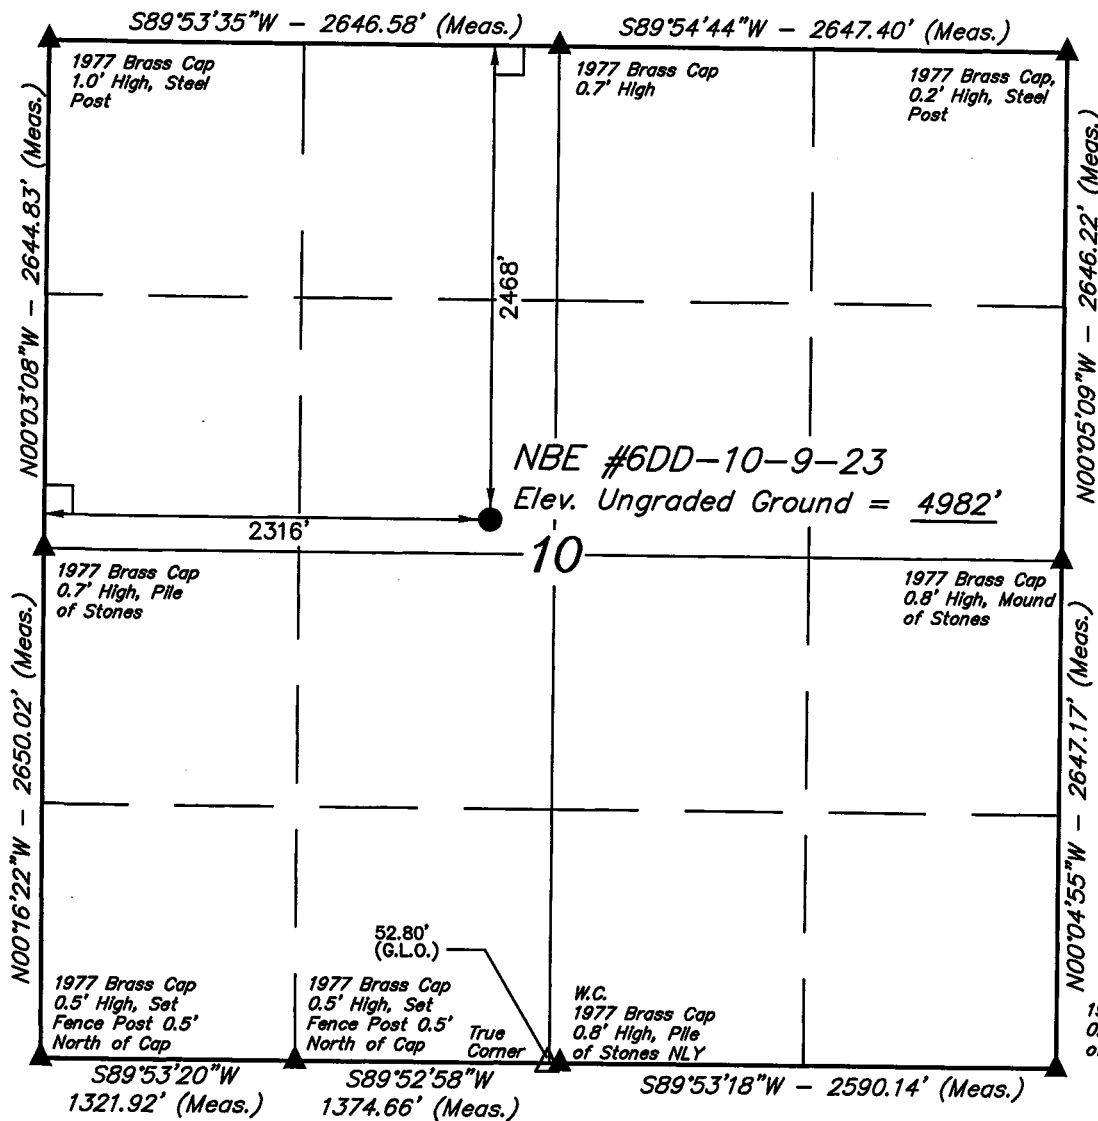 S89°53'35"W - 2646.58' (Meas.)
S89°54'44"W - 2647.40' (Meas.)
1977 Brass Cap
1.0' High, Steel
Post
1977 Brass Cap
0.7' High
1977 Brass Cap,
0.2' High, Steel
Post
N00°03'08"W - 2644.83' (Meas.)
N00°05'09"W - 2646.22' (Meas.)
2468'
NBE #6DD-10-9-23
Elev. Ungraded Ground = 4982'
2316'
10
1977 Brass Cap
0.7' High, Pile
of Stones
1977 Brass Cap
0.8' High, Mound
of Stones
N00°16'22"W - 2650.02' (Meas.)
N00°04'55"W - 2647.17' (Meas.)
52.80'
(G.L.O.)
1977 Brass Cap
0.5' High, Set
Fence Post 0.5'
North of Cap
1977 Brass Cap
0.5' High, Set
Fence Post 0.5'
North of Cap
True
Corner
W.C.
1977 Brass Cap
0.8' High, Pile
of Stones NLY
S89°53'20"W
1321.92' (Meas.)
S89°52'58"W
1374.66' (Meas.)
S89°53'18"W - 2590.14' (Meas.)